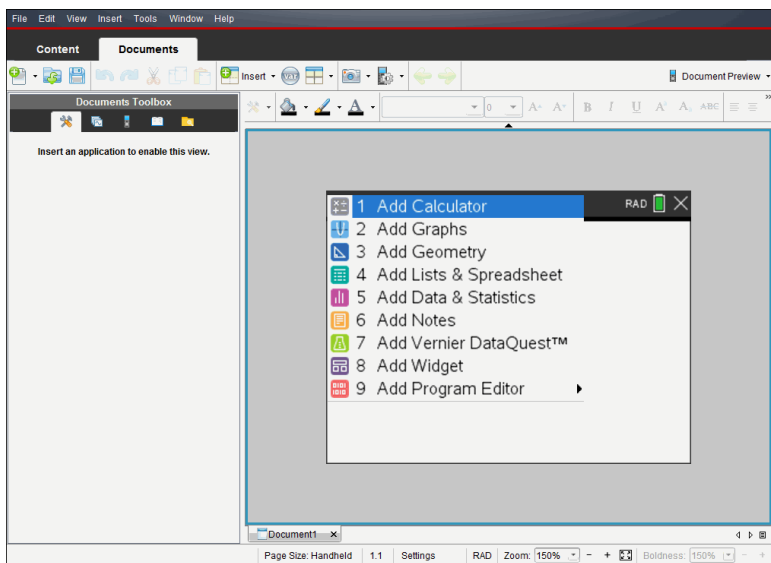 File Edit View Insert Tools Window Help
Content Documents
Insert VAR Document Preview
Documents Toolbox
0 A A B I U A A ABC
Insert an application to enable this view.
RAD
1 Add Calculator
2 Add Graphs
3 Add Geometry
4 Add Lists & Spreadsheet
5 Add Data & Statistics
6 Add Notes
7 Add Vernier DataQuest™
8 Add Widget
9 Add Program Editor
Document1
Page Size: Handheld 1.1 Settings RAD Zoom: 150% - + Boldness: 150% - +